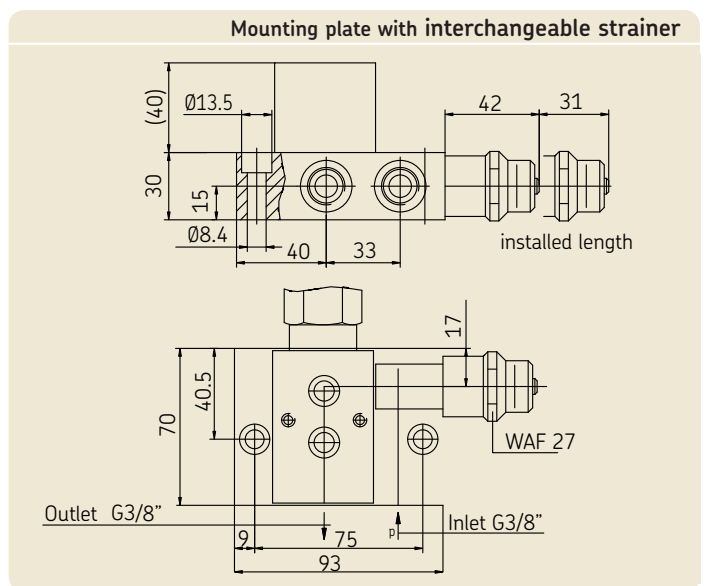 Mounting plate with interchangeable strainer
(40)
Ø13.5
42
31
30
15
Ø8.4
40
33
installed length
17
70
40.5
WAF 27
Outlet G3/8”
p
Inlet G3/8”
9
75
93